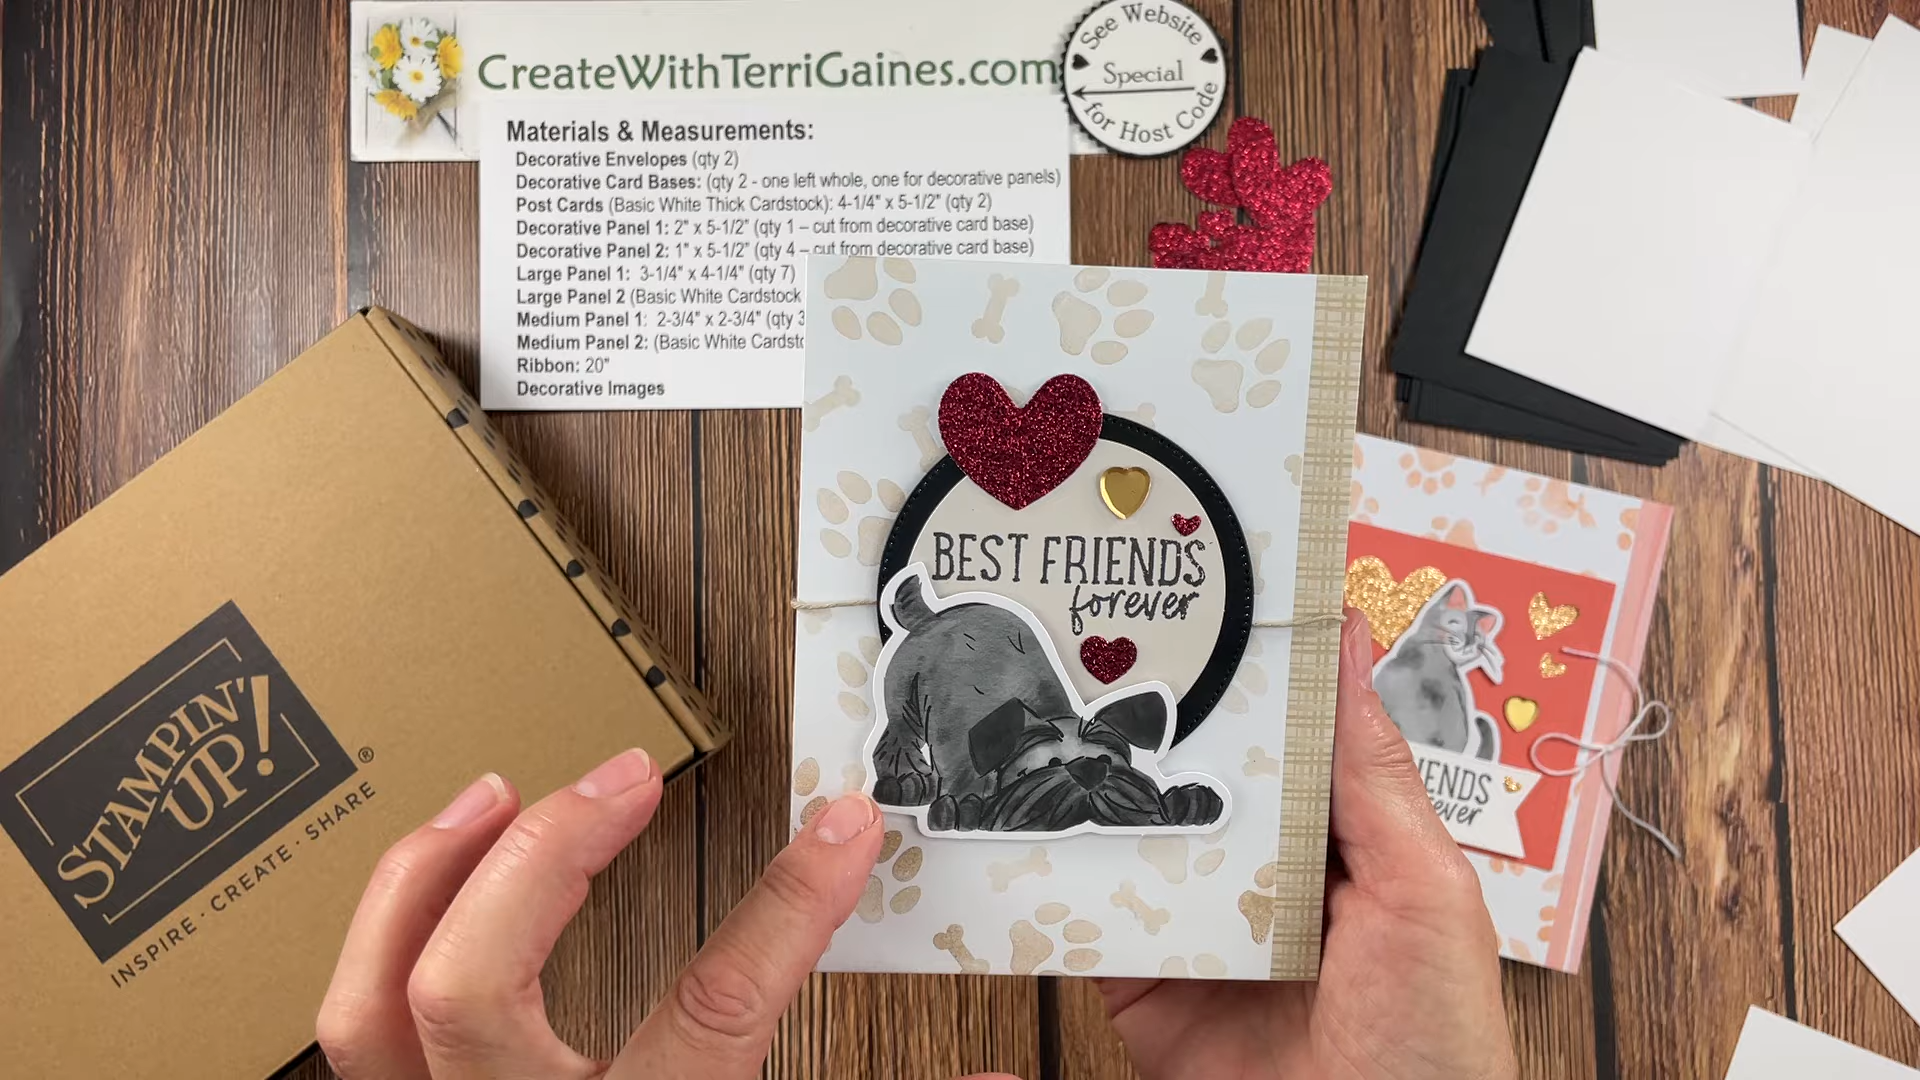 CreateWithTerriGaines.com
See Website
Special
for Host Code
Materials & Measurements:
Decorative Envelopes (qty 2)
Decorative Card Bases: (qty 2 - one left whole, one for decorative panels)
Post Cards (Basic White Thick Cardstock): 4-1/4" x 5-1/2" (qty 2)
Decorative Panel 1: 2" x 5-1/2" (qty 1 – cut from decorative card base)
Decorative Panel 2: 1" x 5-1/2" (qty 4 – cut from decorative card base)
Large Panel 1: 3-1/4" x 4-1/4" (qty 7)
Large Panel 2 (Basic White Cardstock
Medium Panel 1: 2-3/4" x 2-3/4" (qty 3
Medium Panel 2: (Basic White Cardsto
Ribbon: 20"
Decorative Images
BEST FRIENDS
forever
STAMPIN'
UP!®
INSPIRE · CREATE · SHARE
IENDS
ever